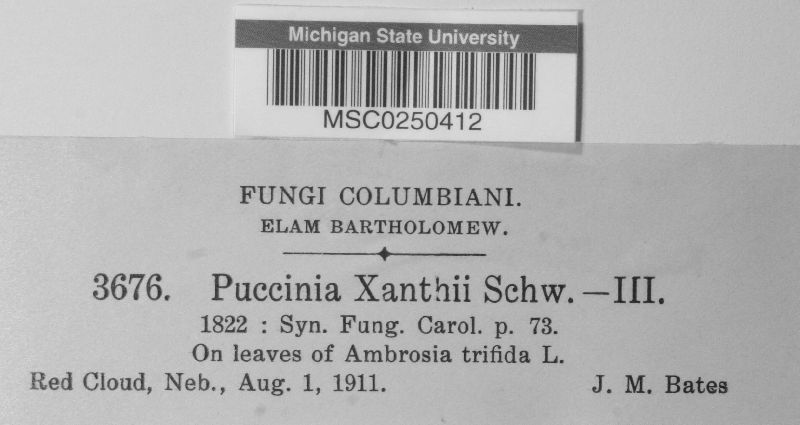 Michigan State University
MSC0250412
FUNGI COLUMBIANI.
ELAM BARTHOLOMEW.
3676. Puccinia Xanthii Schw.—III.
1822 : Syn. Fung. Carol. p. 73.
On leaves of Ambrosia trifida L.
Red Cloud, Neb., Aug. 1, 1911. J. M. Bates